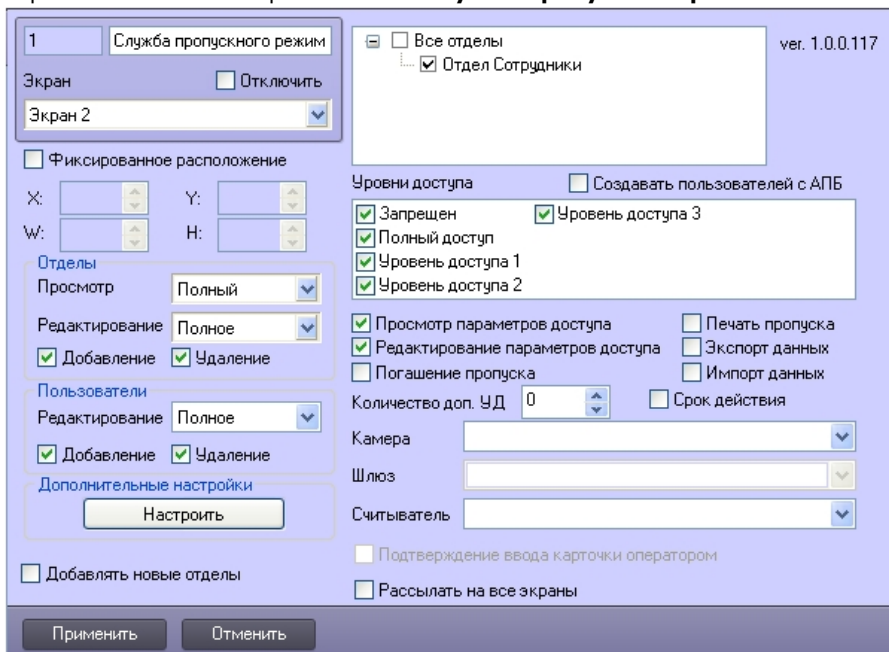 1
Служба пропускного режим
Экран
Отключить
Экран 2
Фиксированное расположение
X:
Y:
W:
H:
Отделы
Просмотр
Полный
Редактирование
Полное
Добавление
Удаление
Пользователи
Редактирование
Полное
Добавление
Удаление
Дополнительные настройки
Настроить
Добавлять новые отделы
Все отделы
Отдел Сотрудники
ver. 1.0.0.117
Уровни доступа
Создавать пользователей с АПБ
Запрещен
Уровень доступа 3
Полный доступ
Уровень доступа 1
Уровень доступа 2
Просмотр параметров доступа
Печать пропуска
Редактирование параметров доступа
Экспорт данных
Погашение пропуска
Импорт данных
Количество доп. УД
0
Срок действия
Камера
Шлюз
Считыватель
Подтверждение ввода карточки оператором
Рассылать на все экраны
Применить
Отменить